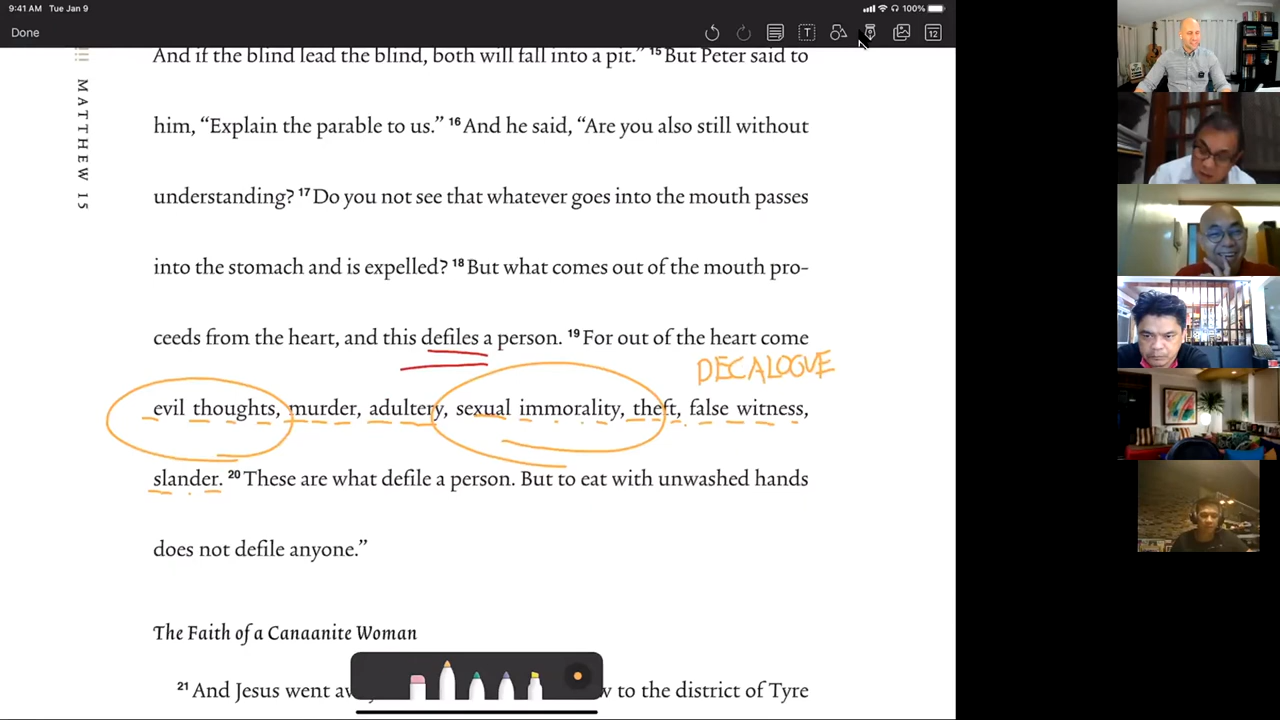 9:41 AM Tue Jan 9
100%
Done
T
12
MATTHEW 15
And if the blind lead the blind, both will fall into a pit.” 15 But Peter said to
him, “Explain the parable to us.” 16 And he said, “Are you also still without
understanding? 17 Do you not see that whatever goes into the mouth passes
into the stomach and is expelled? 18 But what comes out of the mouth pro-
ceeds from the heart, and this defiles a person. 19 For out of the heart come
DECALOGUE
evil thoughts, murder, adultery, sexual immorality, theft, false witness,
slander. 20 These are what defile a person. But to eat with unwashed hands
does not defile anyone.”
The Faith of a Canaanite Woman
21 And Jesus went to the district of Tyre